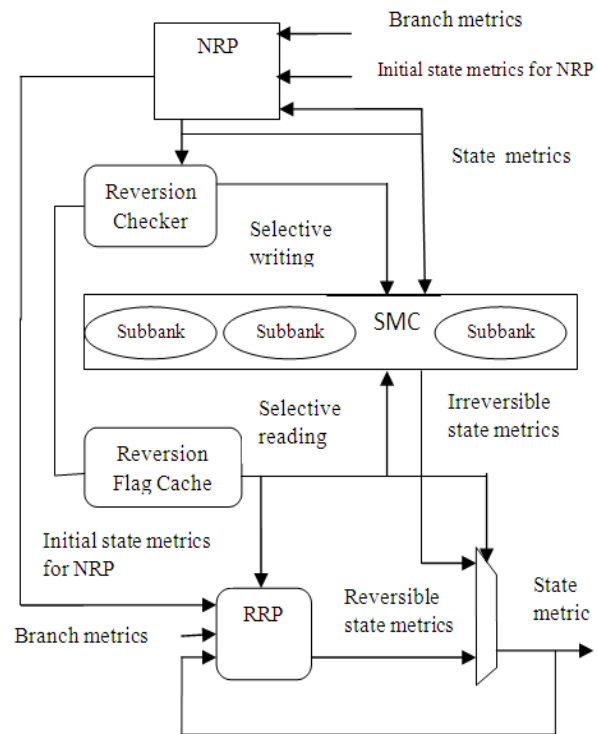 Branch metrics
NRP
Initial state metrics for NRP
State metrics
Reversion
Checker
Selective
writing
Subbank
Subbank
SMC
Subbank
Selective
reading
Irreversible
state metrics
Reversion
Flag Cache
Initial state metrics
for NRP
RRP
Reversible
state metrics
State
metric
Branch metrics